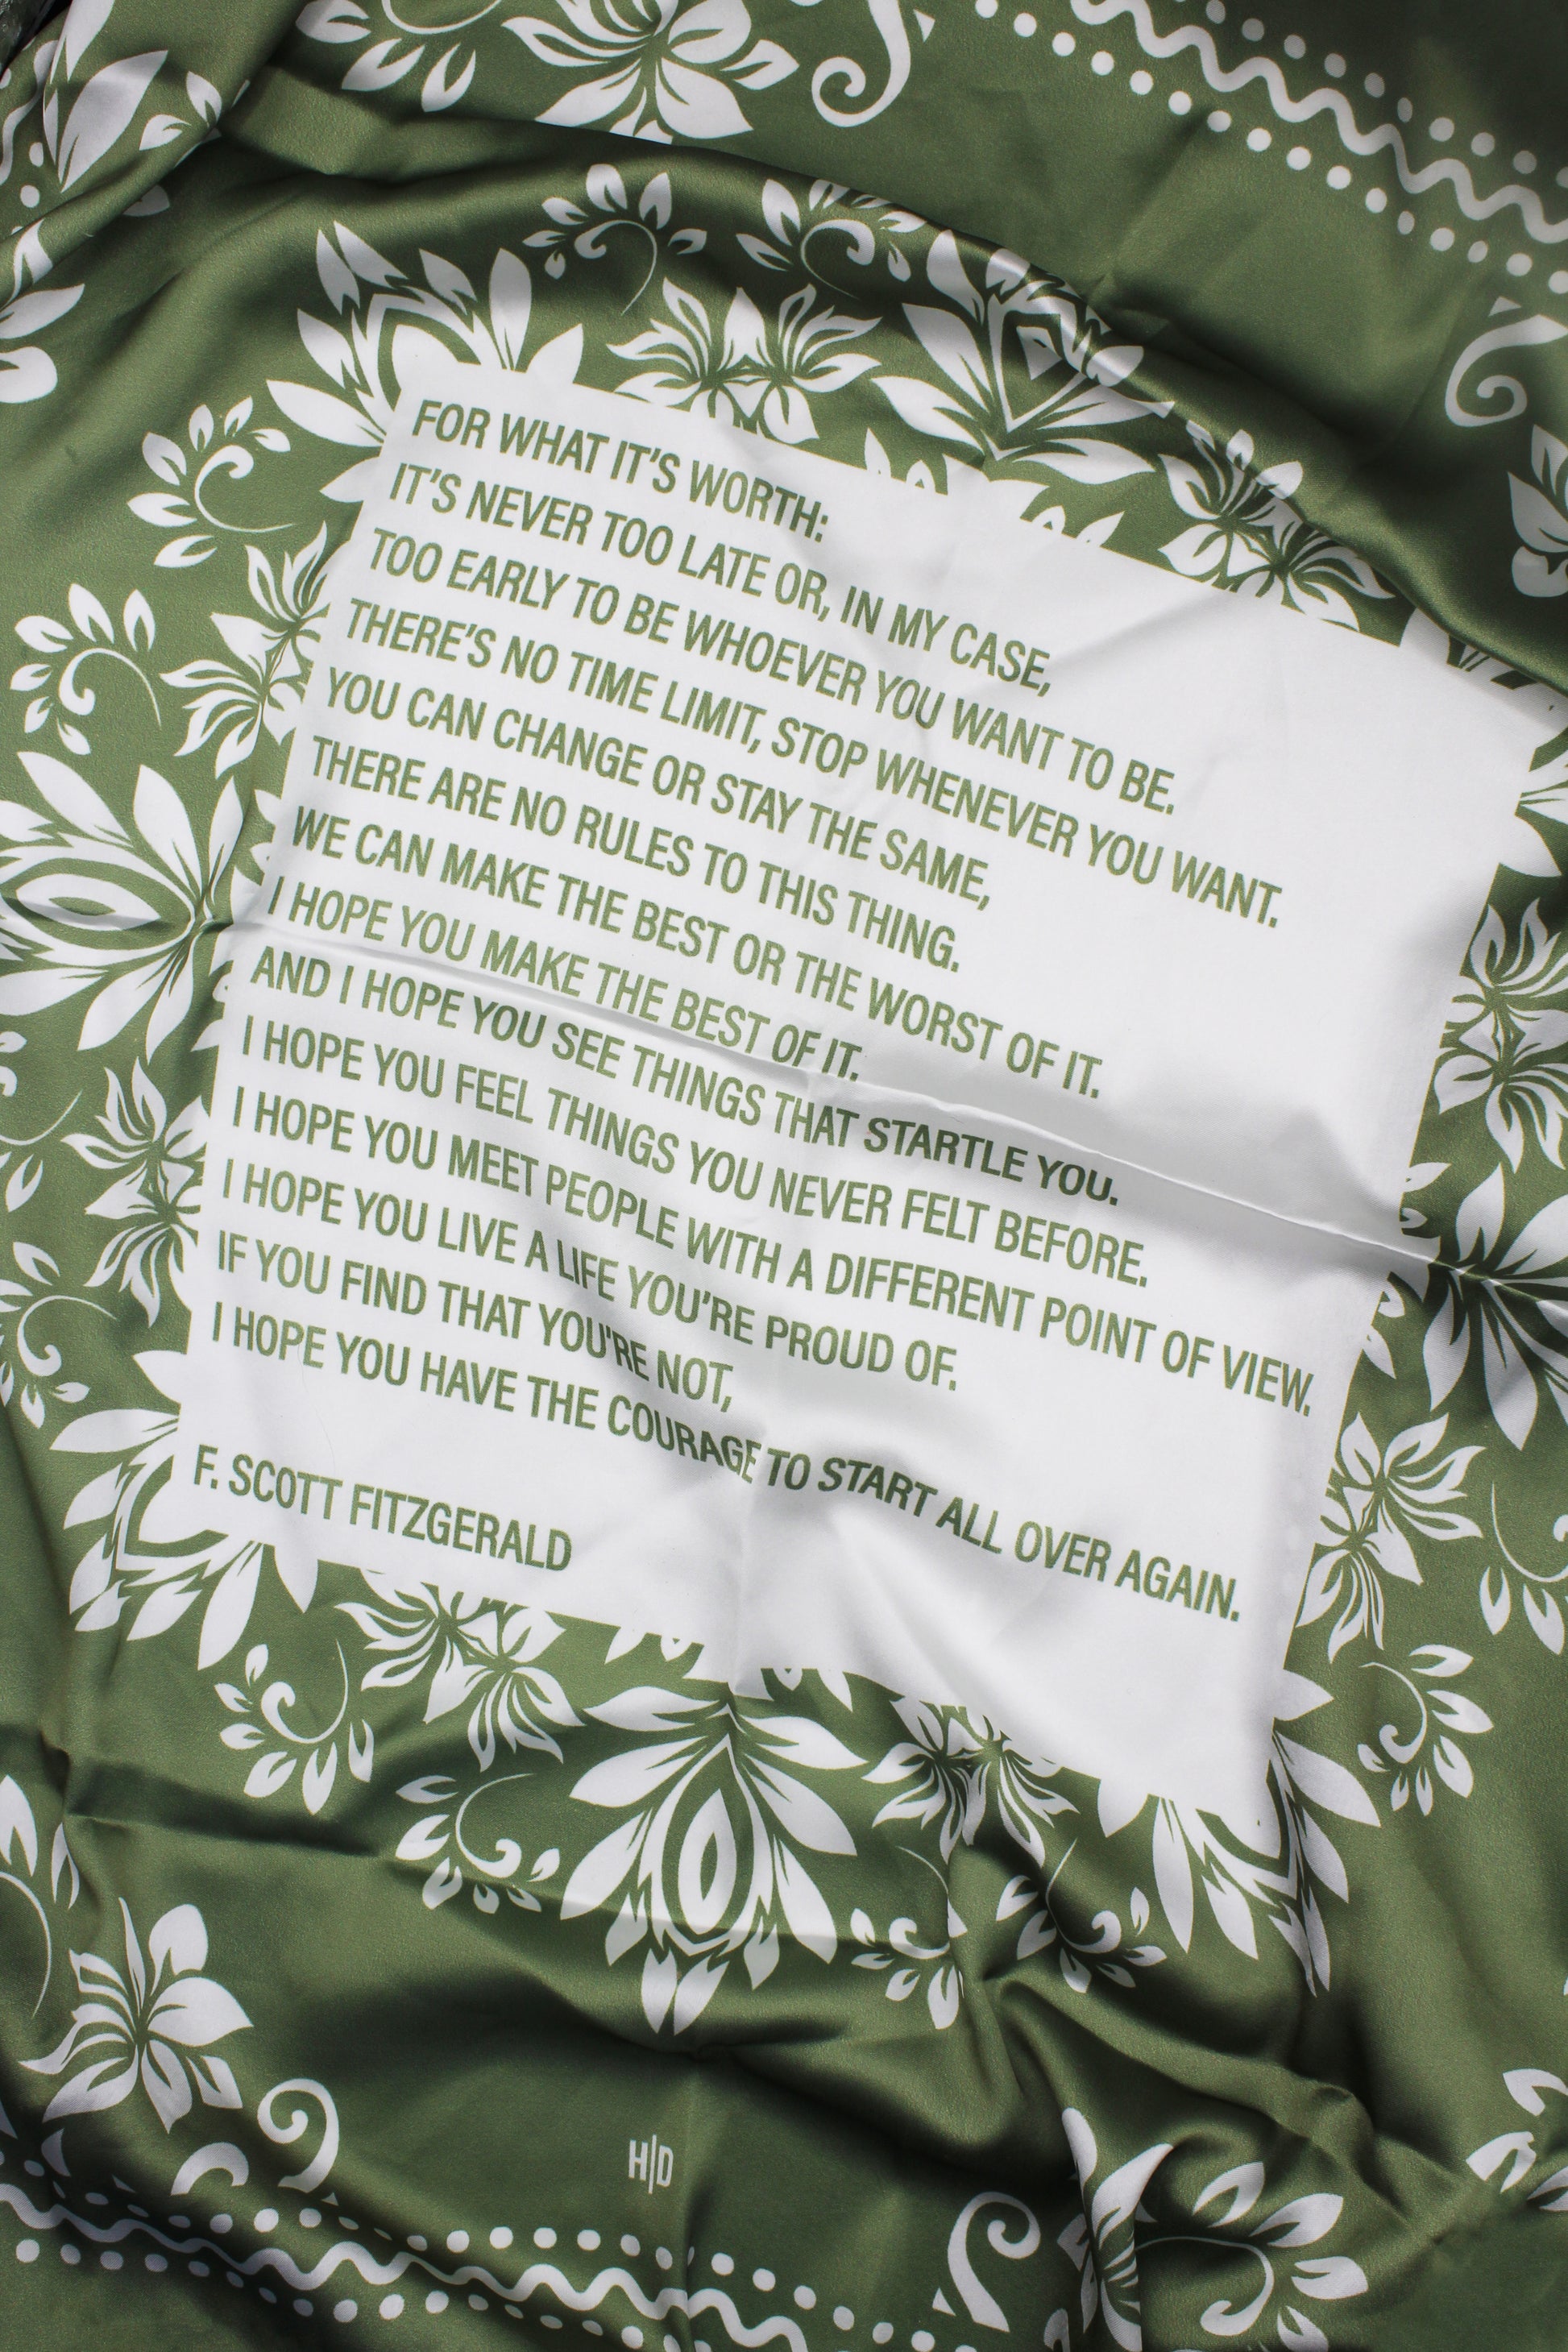 FOR WHAT IT'S WORTH:
IT'S NEVER TOO LATE OR, IN MY CASE,
TOO EARLY TO BE WHOEVER YOU WANT TO BE.
THERE'S NO TIME LIMIT, STOP WHENEVER YOU WANT.
YOU CAN CHANGE OR STAY THE SAME,
THERE ARE NO RULES TO THIS THING.
WE CAN MAKE THE BEST OR THE WORST OF IT.
I HOPE YOU MAKE THE BEST OF IT.
AND I HOPE YOU SEE THINGS THAT STARTLE YOU.
I HOPE YOU FEEL THINGS YOU NEVER FELT BEFORE.
I HOPE YOU MEET PEOPLE WITH A DIFFERENT POINT OF VIEW.
I HOPE YOU LIVE A LIFE YOU'RE PROUD OF.
IF YOU FIND THAT YOU'RE NOT,
I HOPE YOU HAVE THE COURAGE TO START ALL OVER AGAIN.
F. SCOTT FITZGERALD
H|D